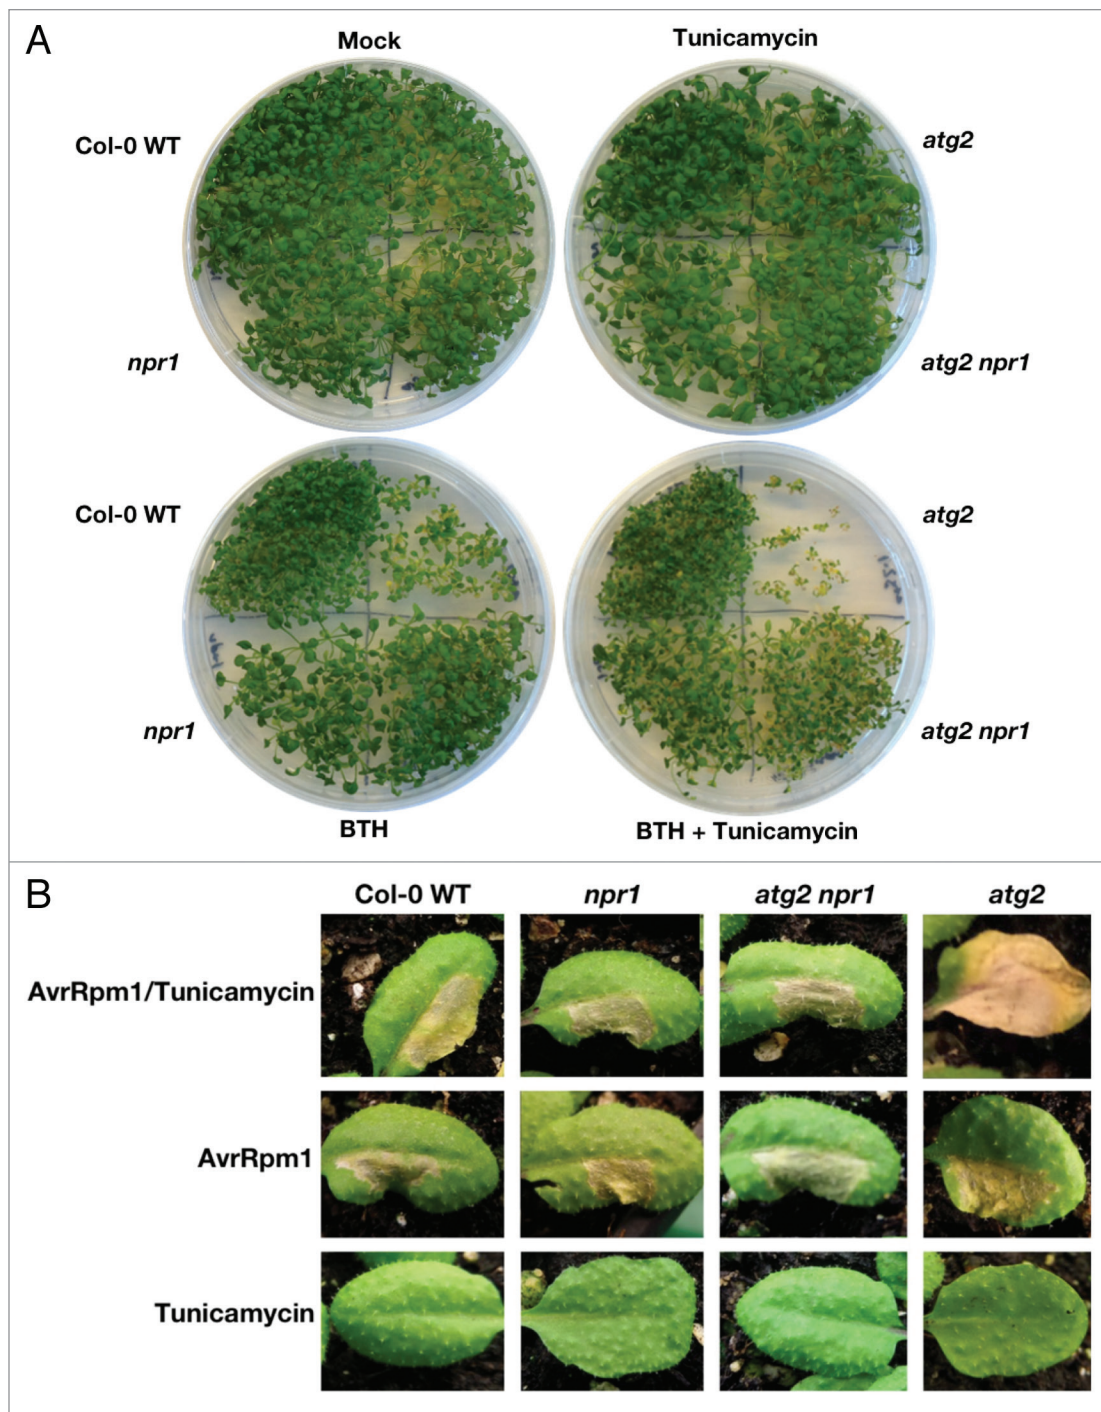 A
Mock
Tunicamycin
Col-0 WT
atg2
npr1
atg2 npr1
Col-0 WT
atg2
npr1
atg2 npr1
BTH
BTH + Tunicamycin
B
Col-0 WT
npr1
atg2 npr1
atg2
AvrRpm1/Tunicamycin
AvrRpm1
Tunicamycin